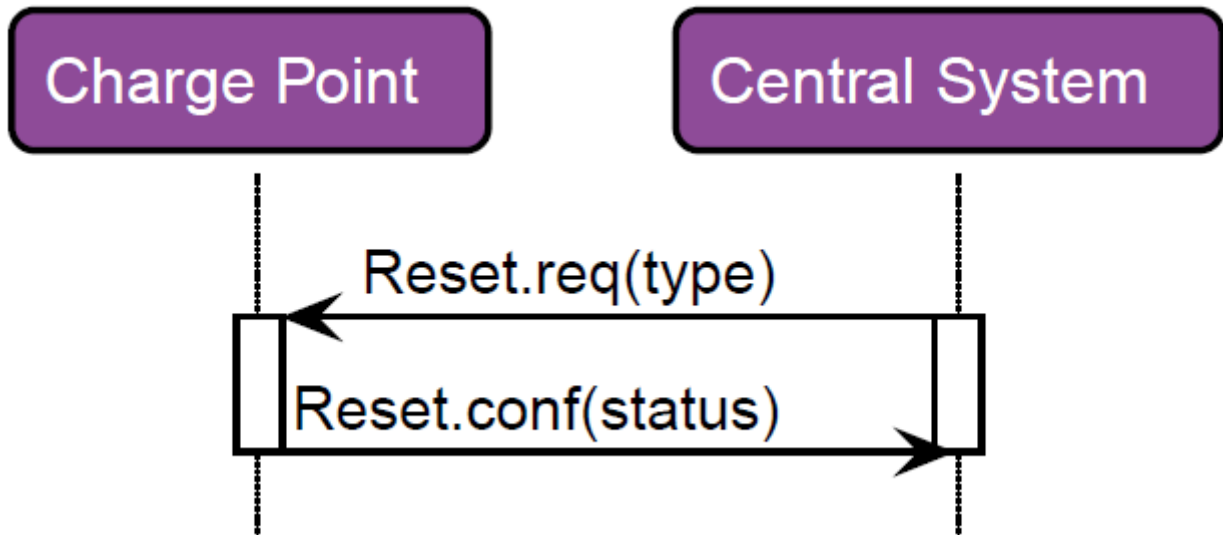 Charge Point
Central System
Reset.req(type)
Reset.conf(status)